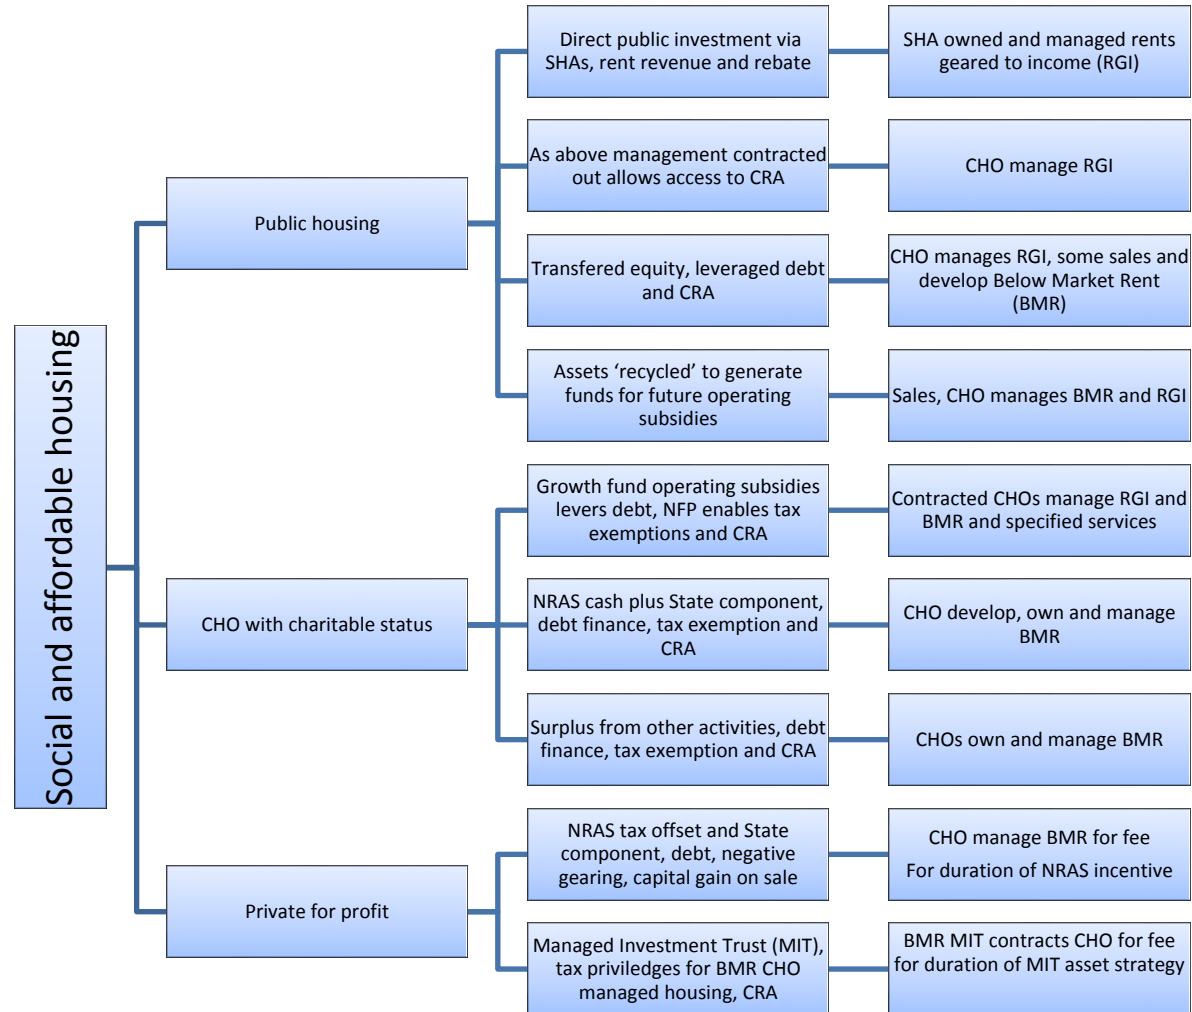 Social and affordable housing
Public housing
Direct public investment via
SHAs, rent revenue and rebate
SHA owned and managed rents
geared to income (RGI)
As above management contracted
out allows access to CRA
CHO manage RGI
Transfered equity, leveraged debt
and CRA
CHO manages RGI, some sales and
develop Below Market Rent
(BMR)
Assets ‘recycled’ to generate
funds for future operating
subsidies
Sales, CHO manages BMR and RGI
CHO with charitable status
Growth fund operating subsidies
levers debt, NFP enables tax
exemptions and CRA
Contracted CHOs manage RGI and
BMR and specified services
NRAS cash plus State component,
debt finance, tax exemption and
CRA
CHO develop, own and manage
BMR
Surplus from other activities, debt
finance, tax exemption and CRA
CHOs own and manage BMR
Private for profit
NRAS tax offset and State
component, debt, negative
gearing, capital gain on sale
CHO manage BMR for fee
For duration of NRAS incentive
Managed Investment Trust (MIT),
tax priviledges for BMR CHO
managed housing, CRA
BMR MIT contracts CHO for fee
for duration of MIT asset strategy